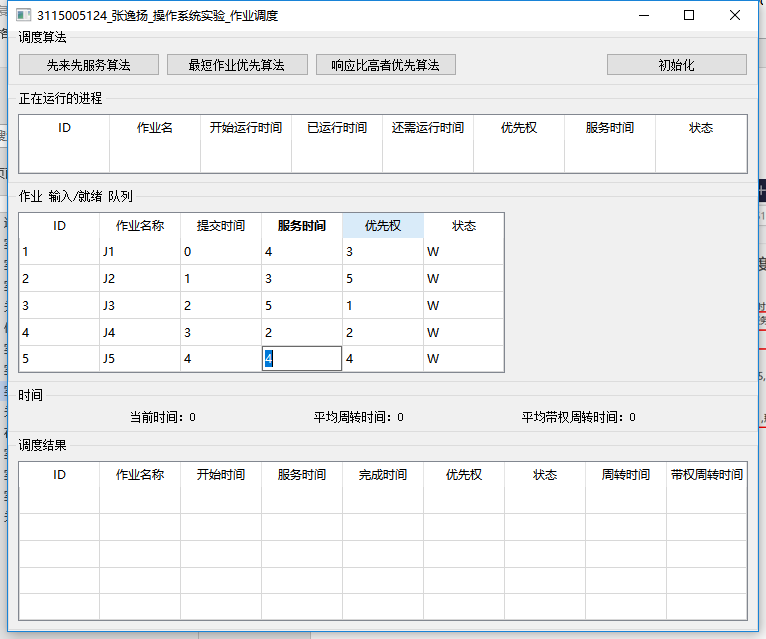 3115005124_张逸扬_操作系统实验_作业调度
调度算法
先来先服务算法 最短作业优先算法 响应比高者优先算法 初始化
正在运行的进程
ID 作业名 开始运行时间 已运行时间 还需运行时间 优先权 服务时间 状态
作业 输入/就绪 队列
ID 作业名称 提交时间 服务时间 优先权 状态
1 J1 0 4 3 W
2 J2 1 3 5 W
3 J3 2 5 1 W
4 J4 3 2 2 W
5 J5 4 4 4 W
时间
当前时间：0 平均周转时间：0 平均带权周转时间：0
调度结果
ID 作业名称 开始时间 服务时间 完成时间 优先权 状态 周转时间 带权周转时间